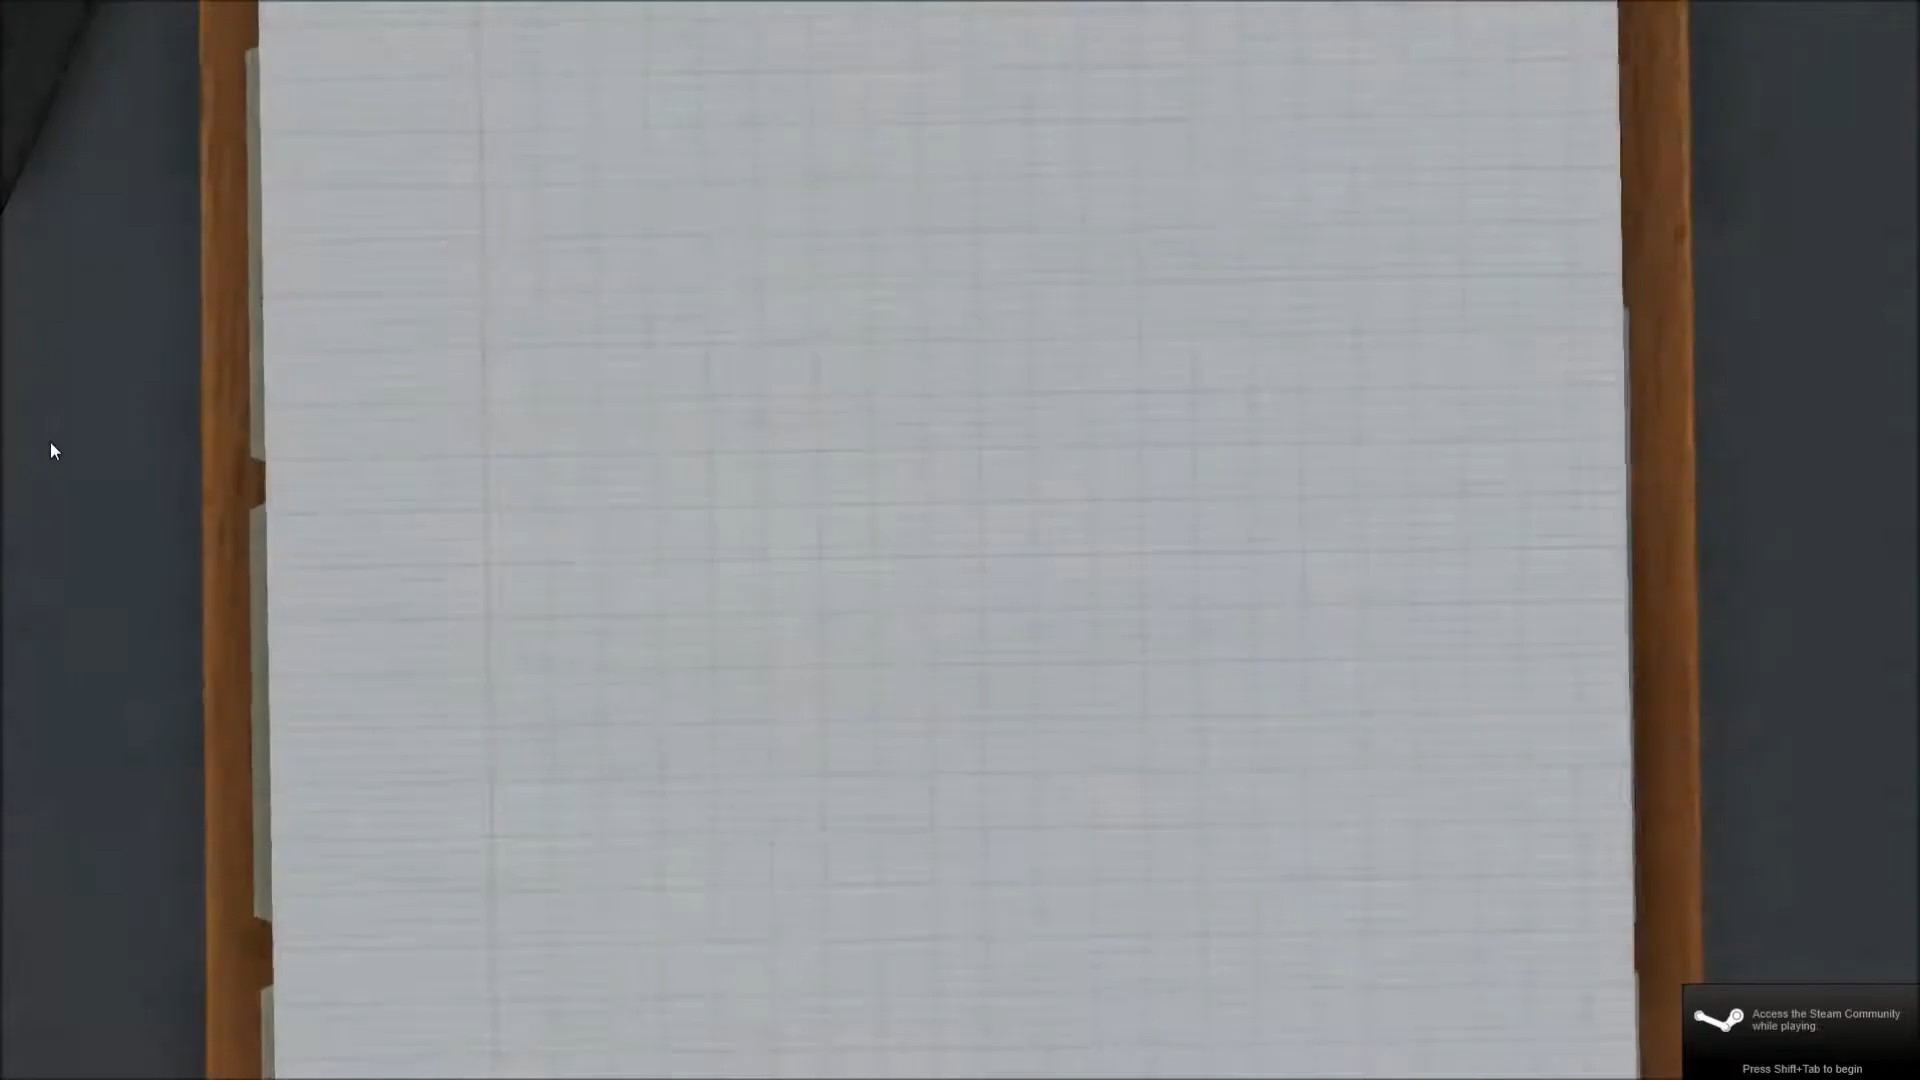 Access the Steam Community
while playing.
Press Shift+Tab to begin